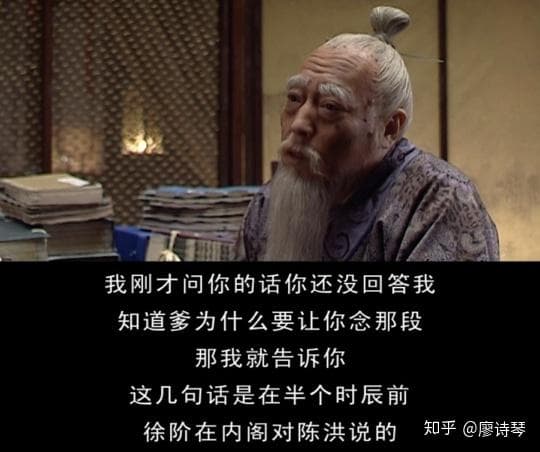 我刚才问你的话你还没回答我
知道爹为什么要让你念那段
那我就告诉你
这几句话是在半个时辰前
徐阶在内阁对陈洪说的
知乎 @廖诗琴